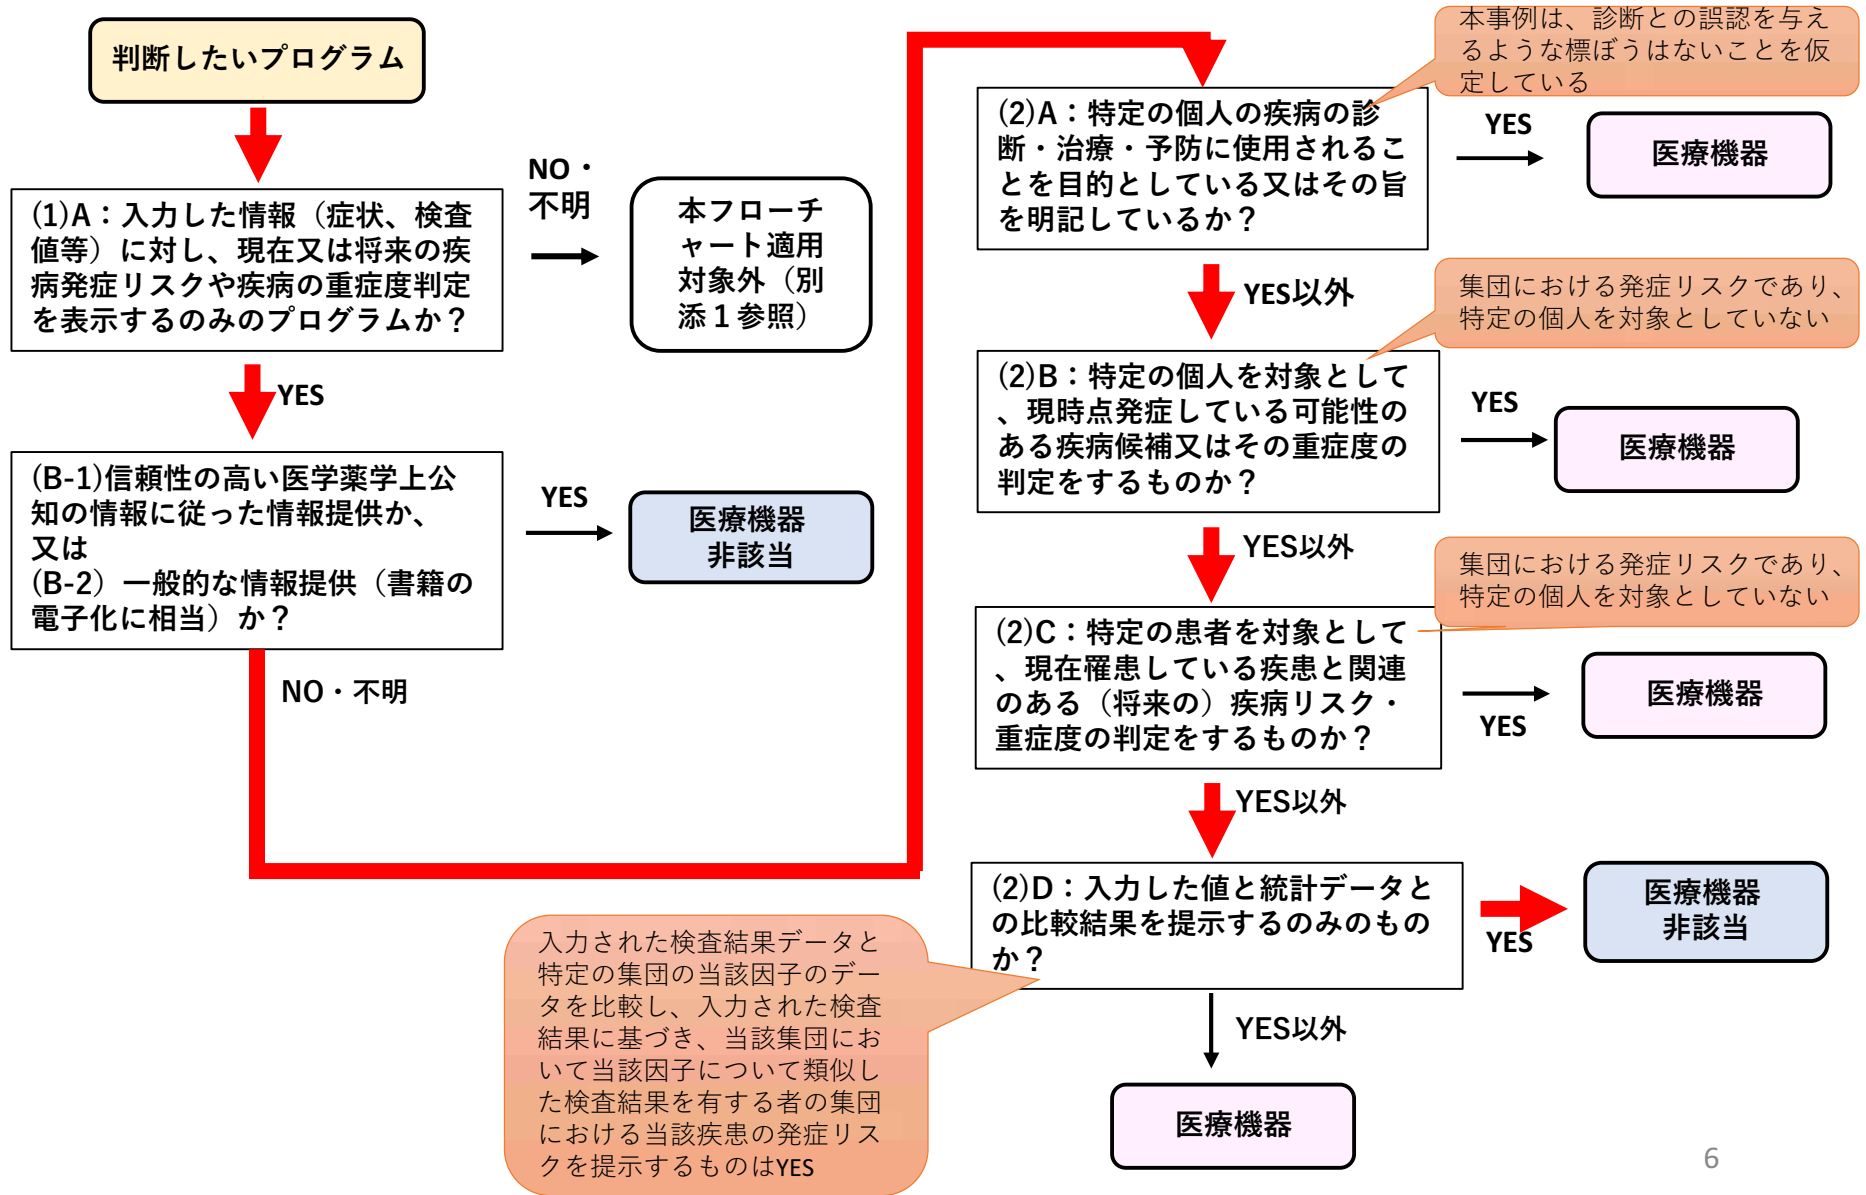 判断したいプログラム
(1)A：入力した情報（症状、検査
値等）に対し、現在又は将来の疾
病発症リスクや疾病の重症度判定
を表示するのみのプログラムか？
NO・
不明
本フローチ
ャート適用
対象外（別
添１参照）
YES
(B-1)信頼性の高い医学薬学上公
知の情報に従った情報提供か、
又は
(B-2）一般的な情報提供（書籍の
電子化に相当）か？
YES
医療機器
非該当
NO・不明
本事例は、診断との誤認を与え
るような標ぼうはないことを仮
定している
(2)A：特定の個人の疾病の診
断・治療・予防に使用されるこ
とを目的としている又はその旨
を明記しているか？
YES
医療機器
YES以外
集団における発症リスクであり、
特定の個人を対象としていない
(2)B：特定の個人を対象として
、現時点発症している可能性の
ある疾病候補又はその重症度の
判定をするものか？
YES
医療機器
YES以外
集団における発症リスクであり、
特定の個人を対象としていない
(2)C：特定の患者を対象として
、現在罹患している疾患と関連
のある（将来の）疾病リスク・
重症度の判定をするものか？
YES
医療機器
YES以外
(2)D：入力した値と統計データと
の比較結果を提示するのみのもの
か？
YES
医療機器
非該当
入力された検査結果データと
特定の集団の当該因子のデー
タを比較し、入力された検査
結果に基づき、当該集団にお
いて当該因子について類似し
た検査結果を有する者の集団
における当該疾患の発症リス
クを提示するものはYES
YES以外
医療機器
6